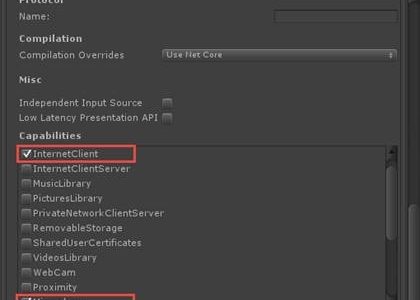 Protocol
Name:
Compilation
Compilation Overrides Use Net Core
Misc
Independent Input Source
Low Latency Presentation API
Capabilities
InternetClient
InternetClientServer
MusicLibrary
PicturesLibrary
PrivateNetworkClientServer
RemovableStorage
SharedUserCertificates
VideosLibrary
WebCam
Proximity